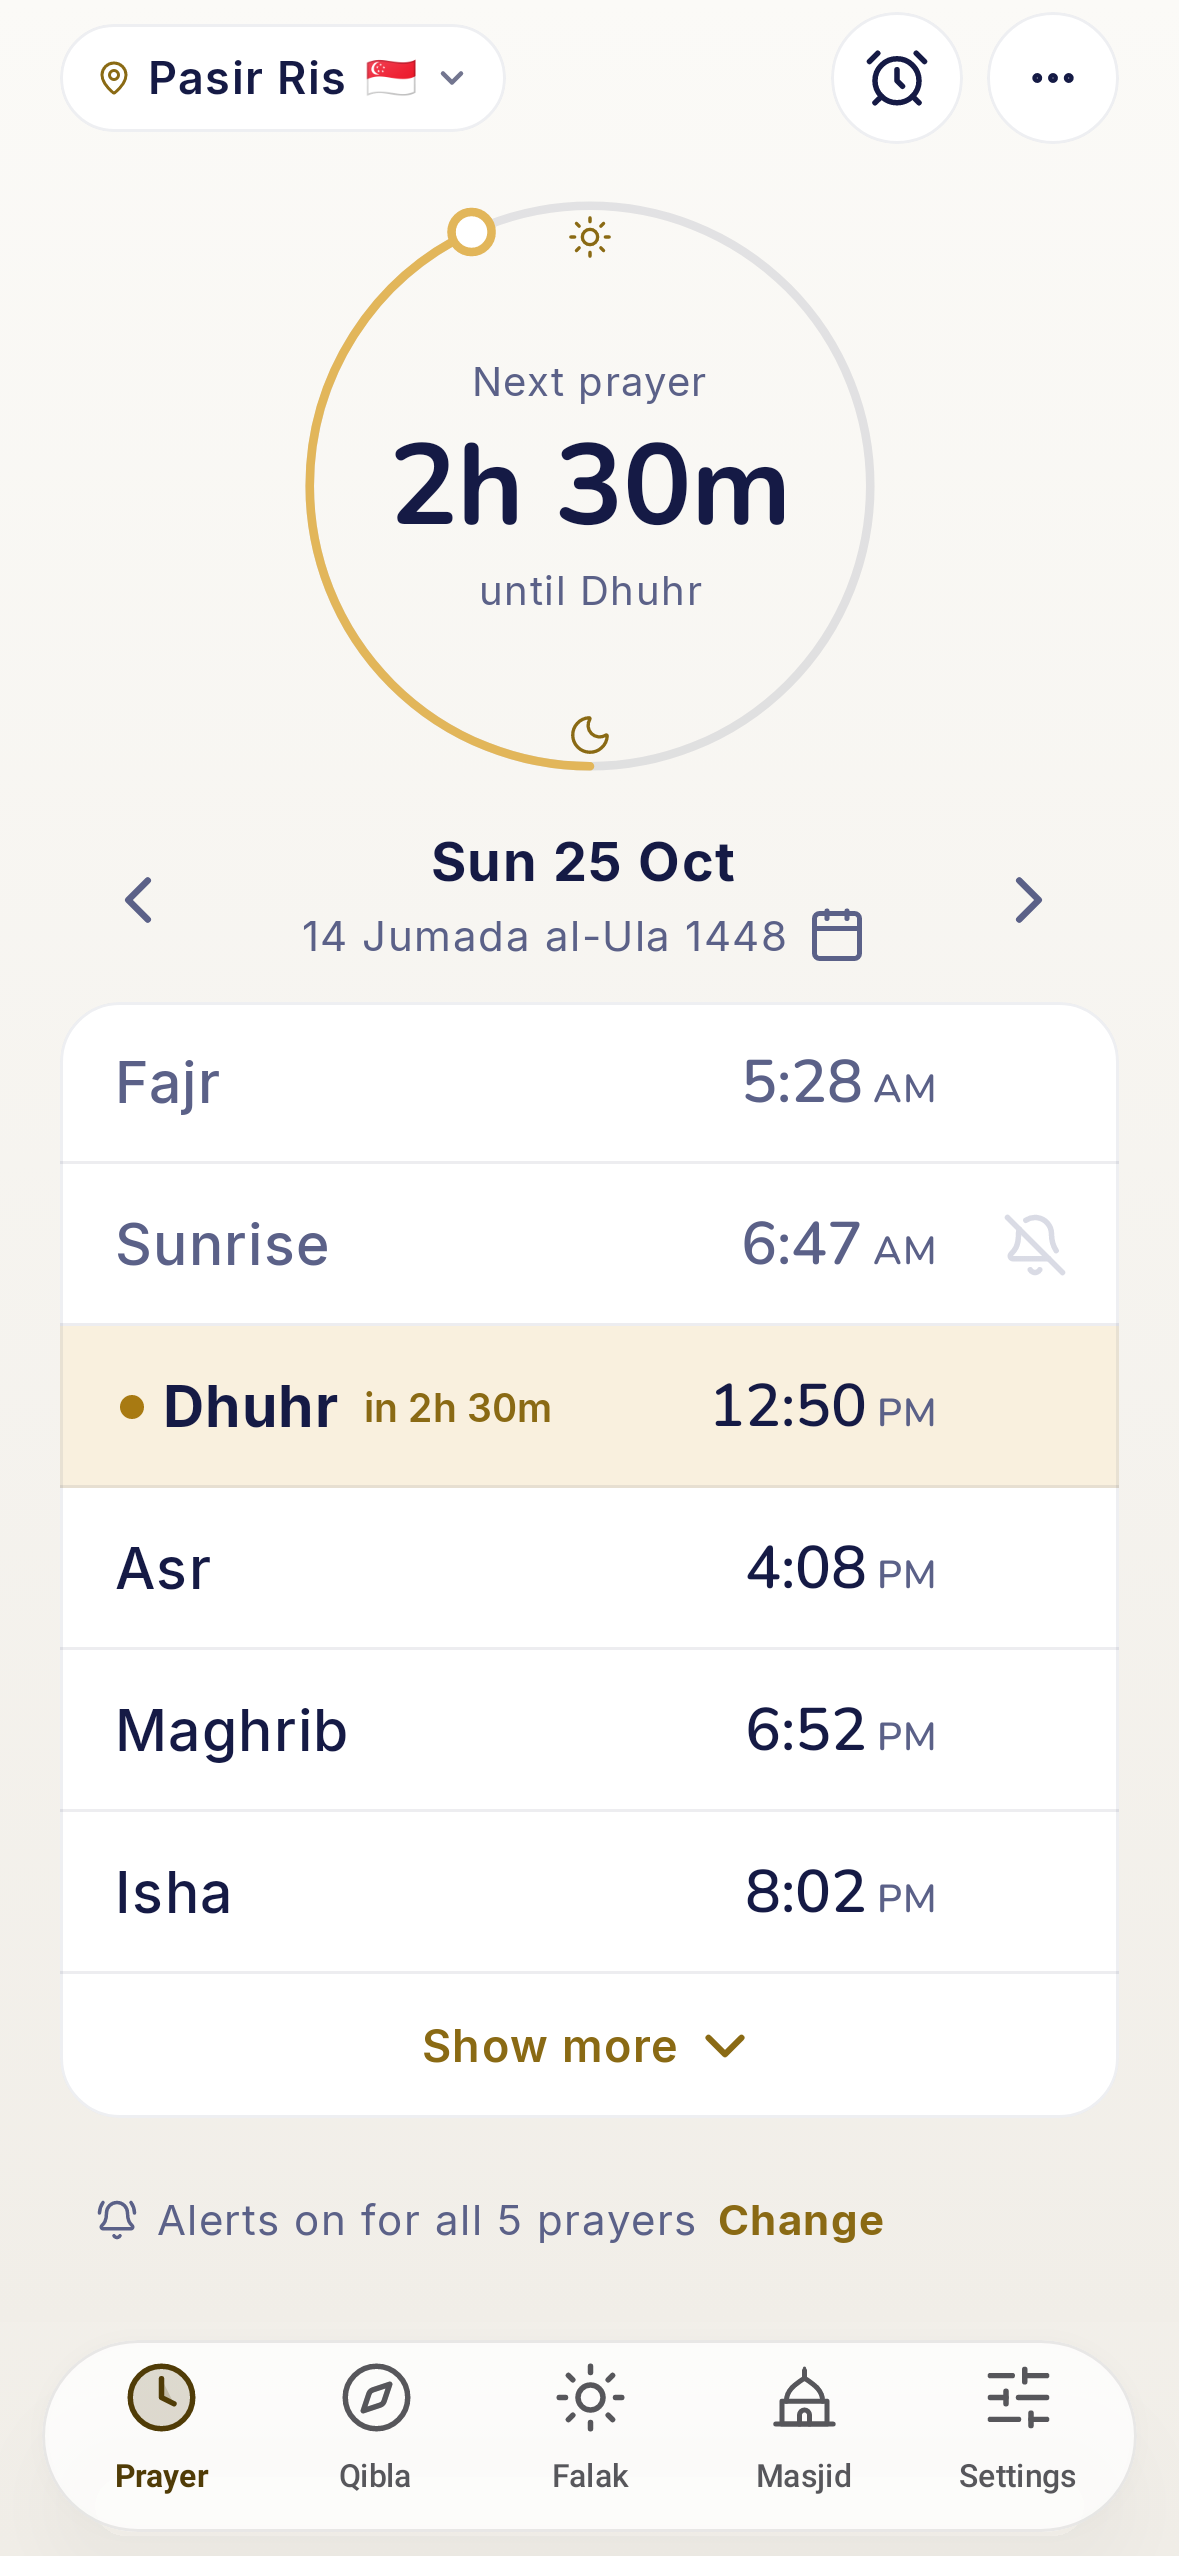 Pasir Ris 🇸🇬
Next prayer
2h 30m
until Dhuhr
Sun 25 Oct
14 Jumada al-Ula 1448
Fajr 5:28 AM
Sunrise 6:47 AM
Dhuhr in 2h 30m 12:50 PM
Asr 4:08 PM
Maghrib 6:52 PM
Isha 8:02 PM
Show more
Alerts on for all 5 prayers Change
Prayer Qibla Falak Masjid Settings